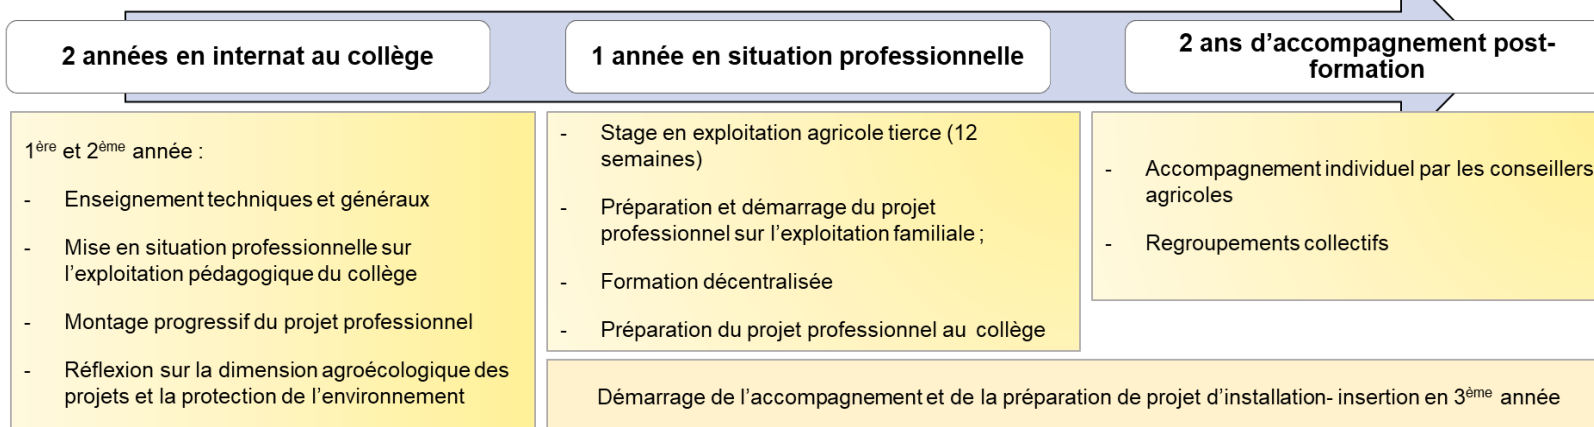 2 années en internat au collège
1 année en situation professionnelle
2 ans d’accompagnement post-
formation
1ère et 2ème année :
- Enseignement techniques et généraux
- Mise en situation professionnelle sur
l’exploitation pédagogique du collège
- Montage progressif du projet professionnel
- Réflexion sur la dimension agroécologique des
projets et la protection de l’environnement
- Stage en exploitation agricole tierce (12
semaines)
- Préparation et démarrage du projet
professionnel sur l’exploitation familiale ;
- Formation décentralisée
- Préparation du projet professionnel au collège
- Accompagnement individuel par les conseillers
agricoles
- Regroupements collectifs
Démarrage de l’accompagnement et de la préparation de projet d’installation- insertion en 3ème année